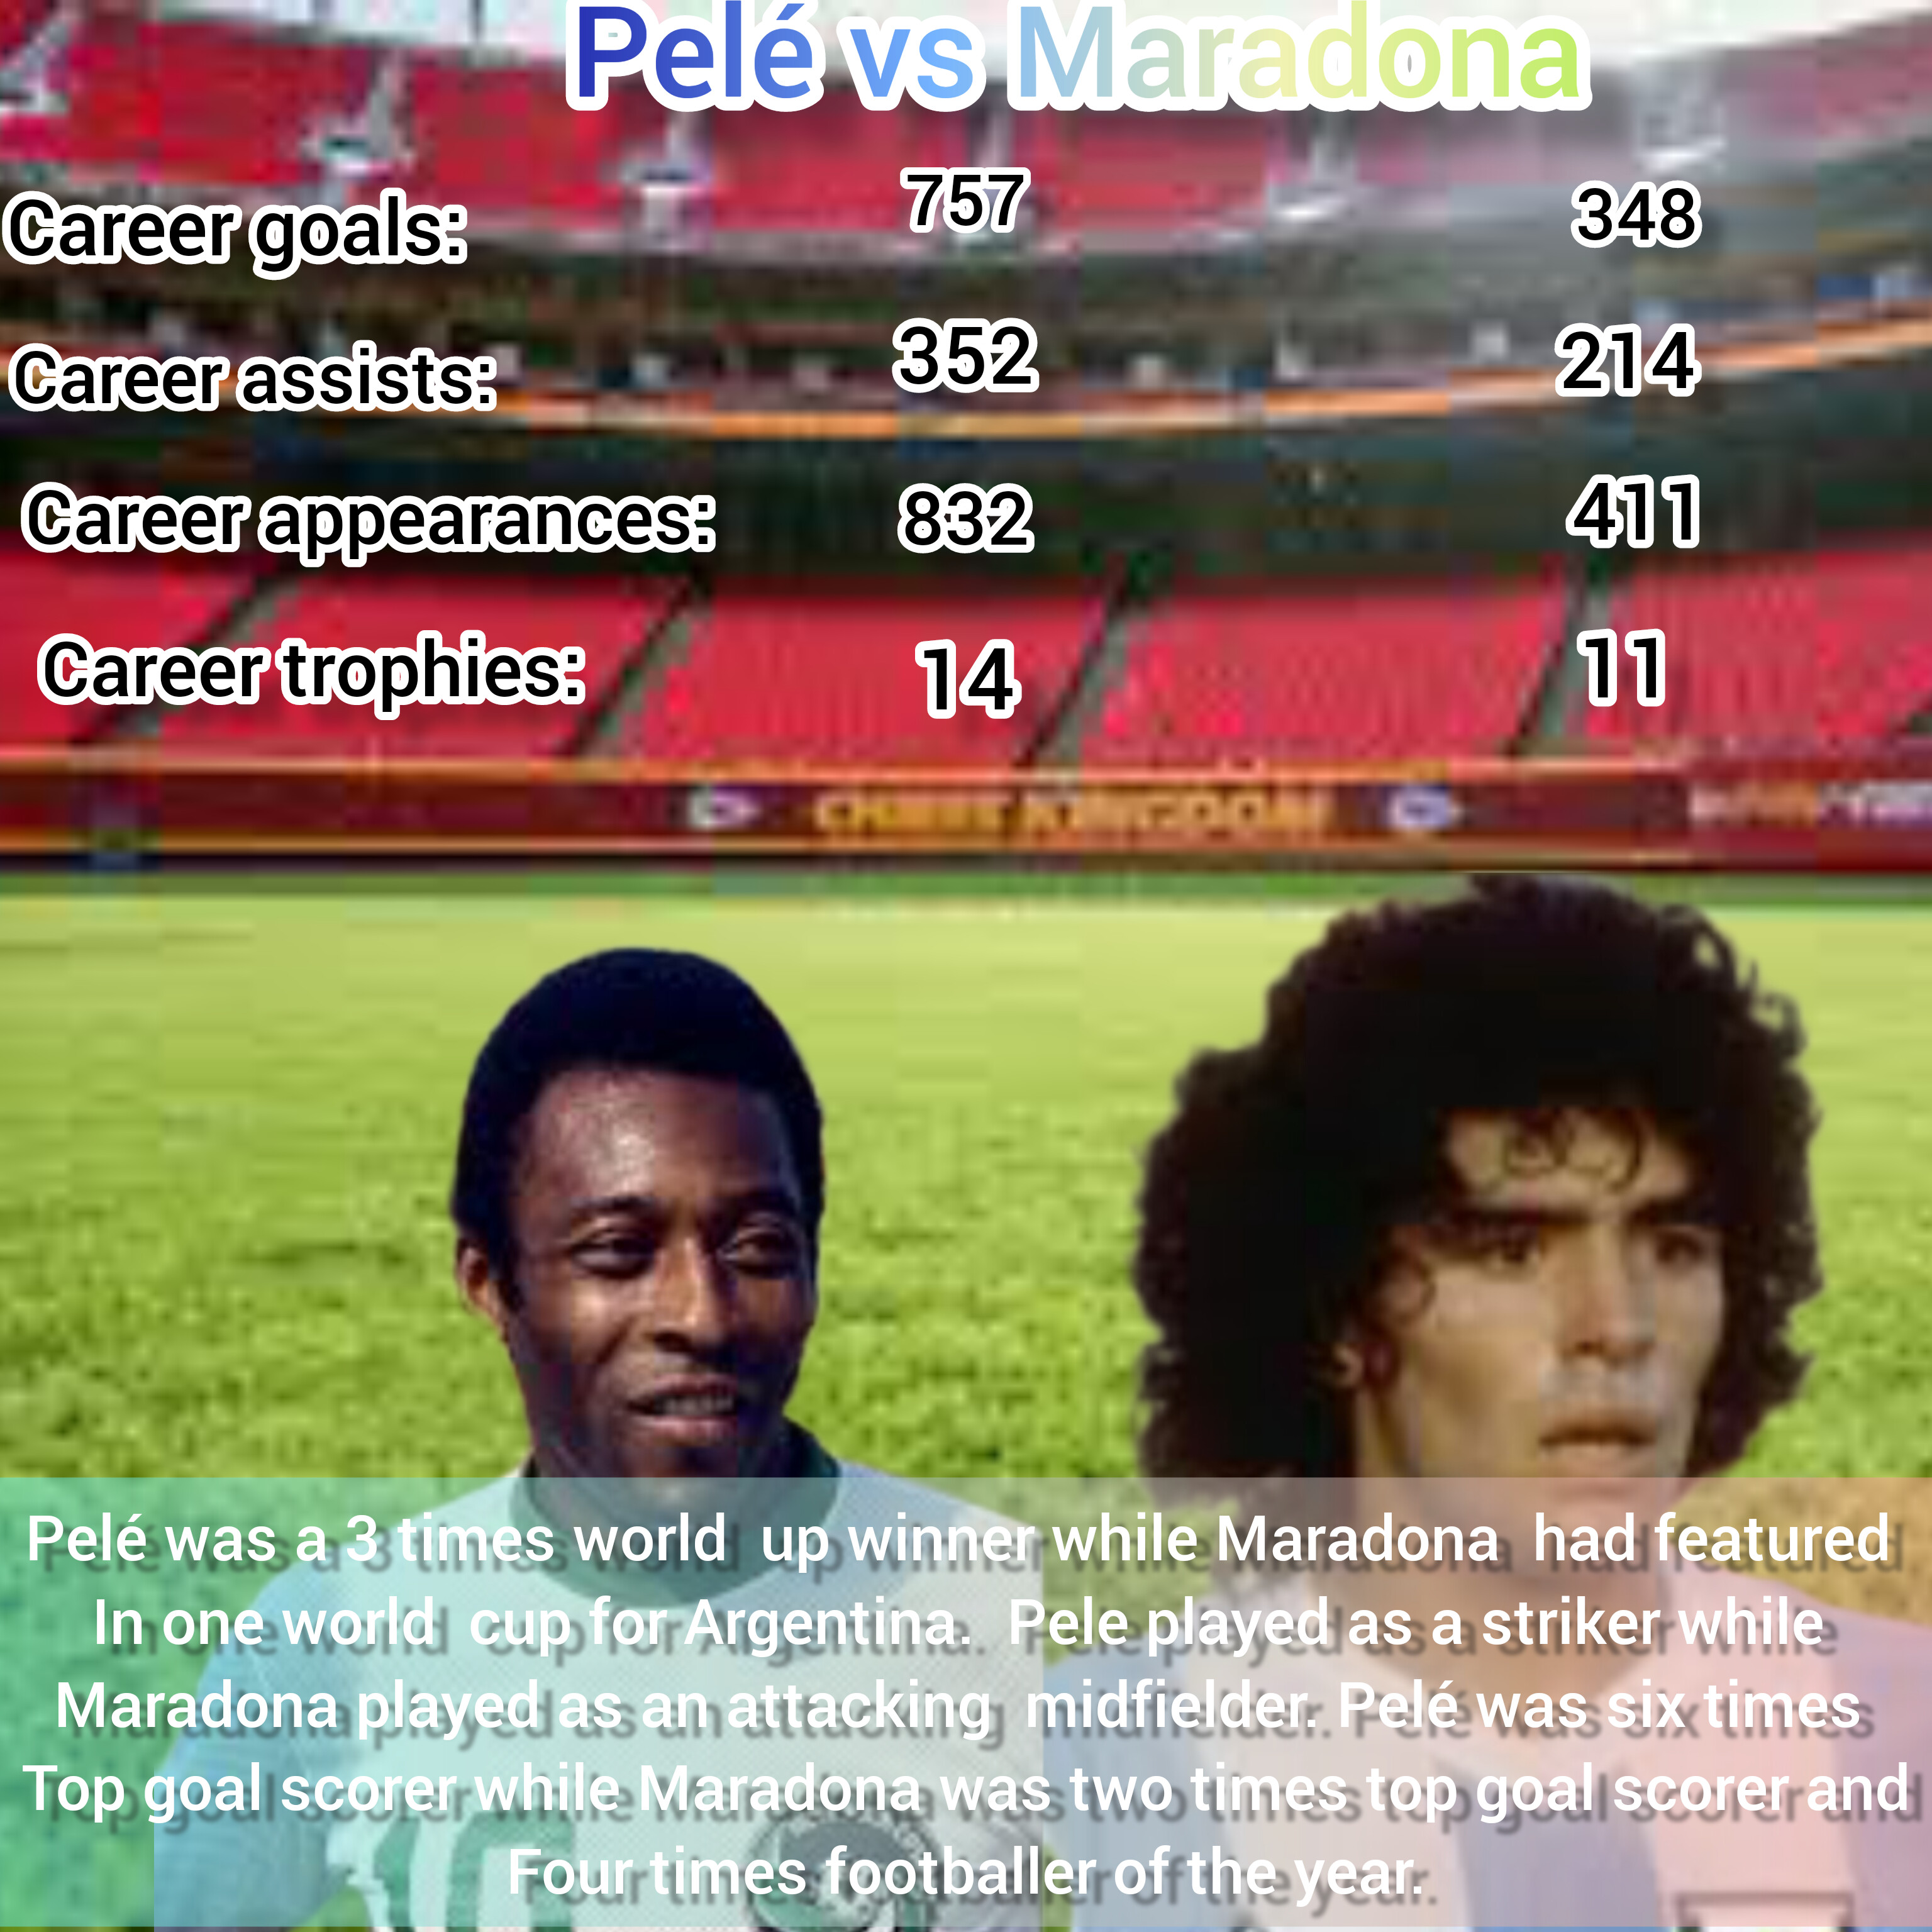 Pelé vs Maradona
Career goals: 757 348
Career assists: 352 214
Career appearances: 832 411
Career trophies: 14 11
KINGDOM
Pelé was a 3 times world up winner while Maradona had featured
In one world cup for Argentina. Pele played as a striker while
Maradona played as an attacking midfielder. Pelé was six times
Top goal scorer while Maradona was two times top goal scorer and
Four times footballer of the year.